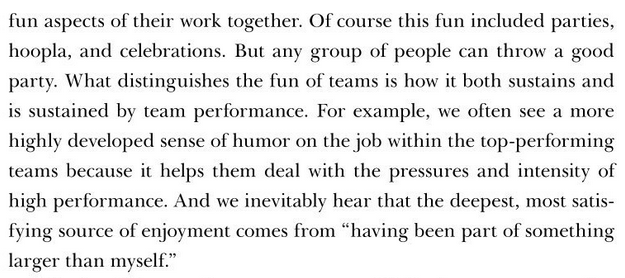 fun aspects of their work together. Of course this fun included parties,
hoopla, and celebrations. But any group of people can throw a good
party. What distinguishes the fun of teams is how it both sustains and
is sustained by team performance. For example, we often see a more
highly developed sense of humor on the job within the top-performing
teams because it helps them deal with the pressures and intensity of
high performance. And we inevitably hear that the deepest, most satis-
fying source of enjoyment comes from “having been part of something
larger than myself.”